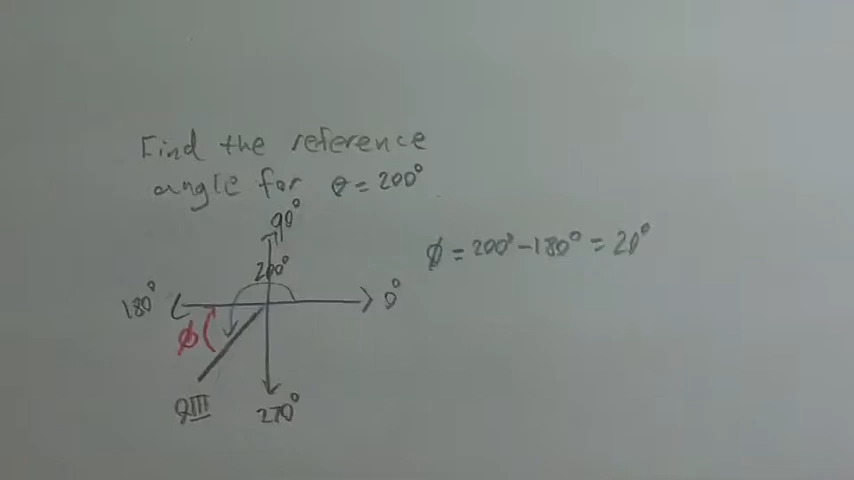 Find the reference
angle for θ = 200°
90°
ϕ = 200° - 180° = 20°
200°
180°
0°
ϕ
QIII
270°